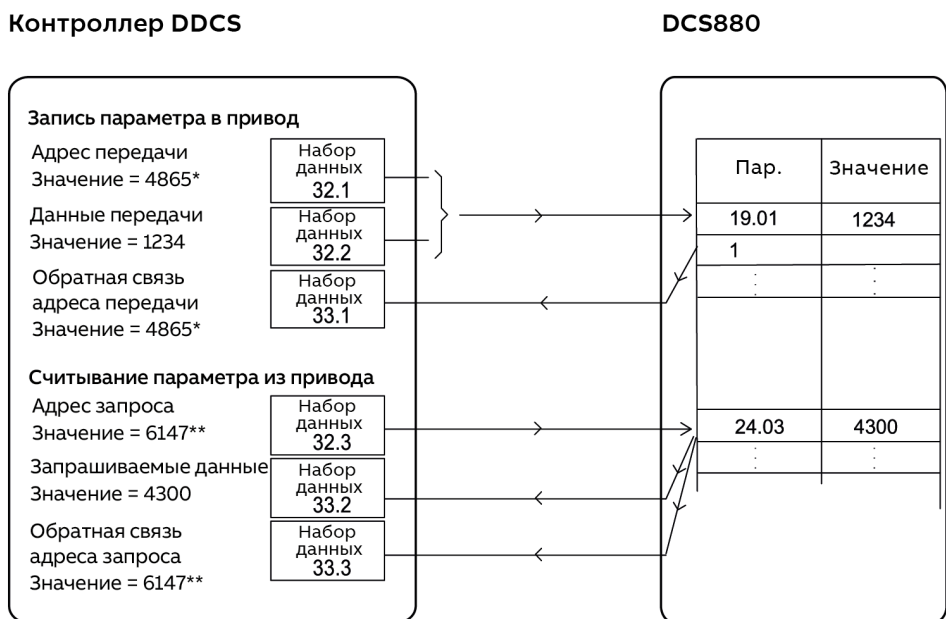 Контроллер DDCS
DCS880
Запись параметра в привод
Адрес передачи
Значение = 4865*
Набор
данных
32.1
Данные передачи
Значение = 1234
Набор
данных
32.2
Обратная связь
адреса передачи
Значение = 4865*
Набор
данных
33.1
Считывание параметра из привода
Адрес запроса
Значение = 6147**
Набор
данных
32.3
Запрашиваемые данные
Значение = 4300
Набор
данных
33.2
Обратная связь
адреса запроса
Значение = 6147**
Набор
данных
33.3
Пар. Значение
19.01 1234
1
24.03 4300